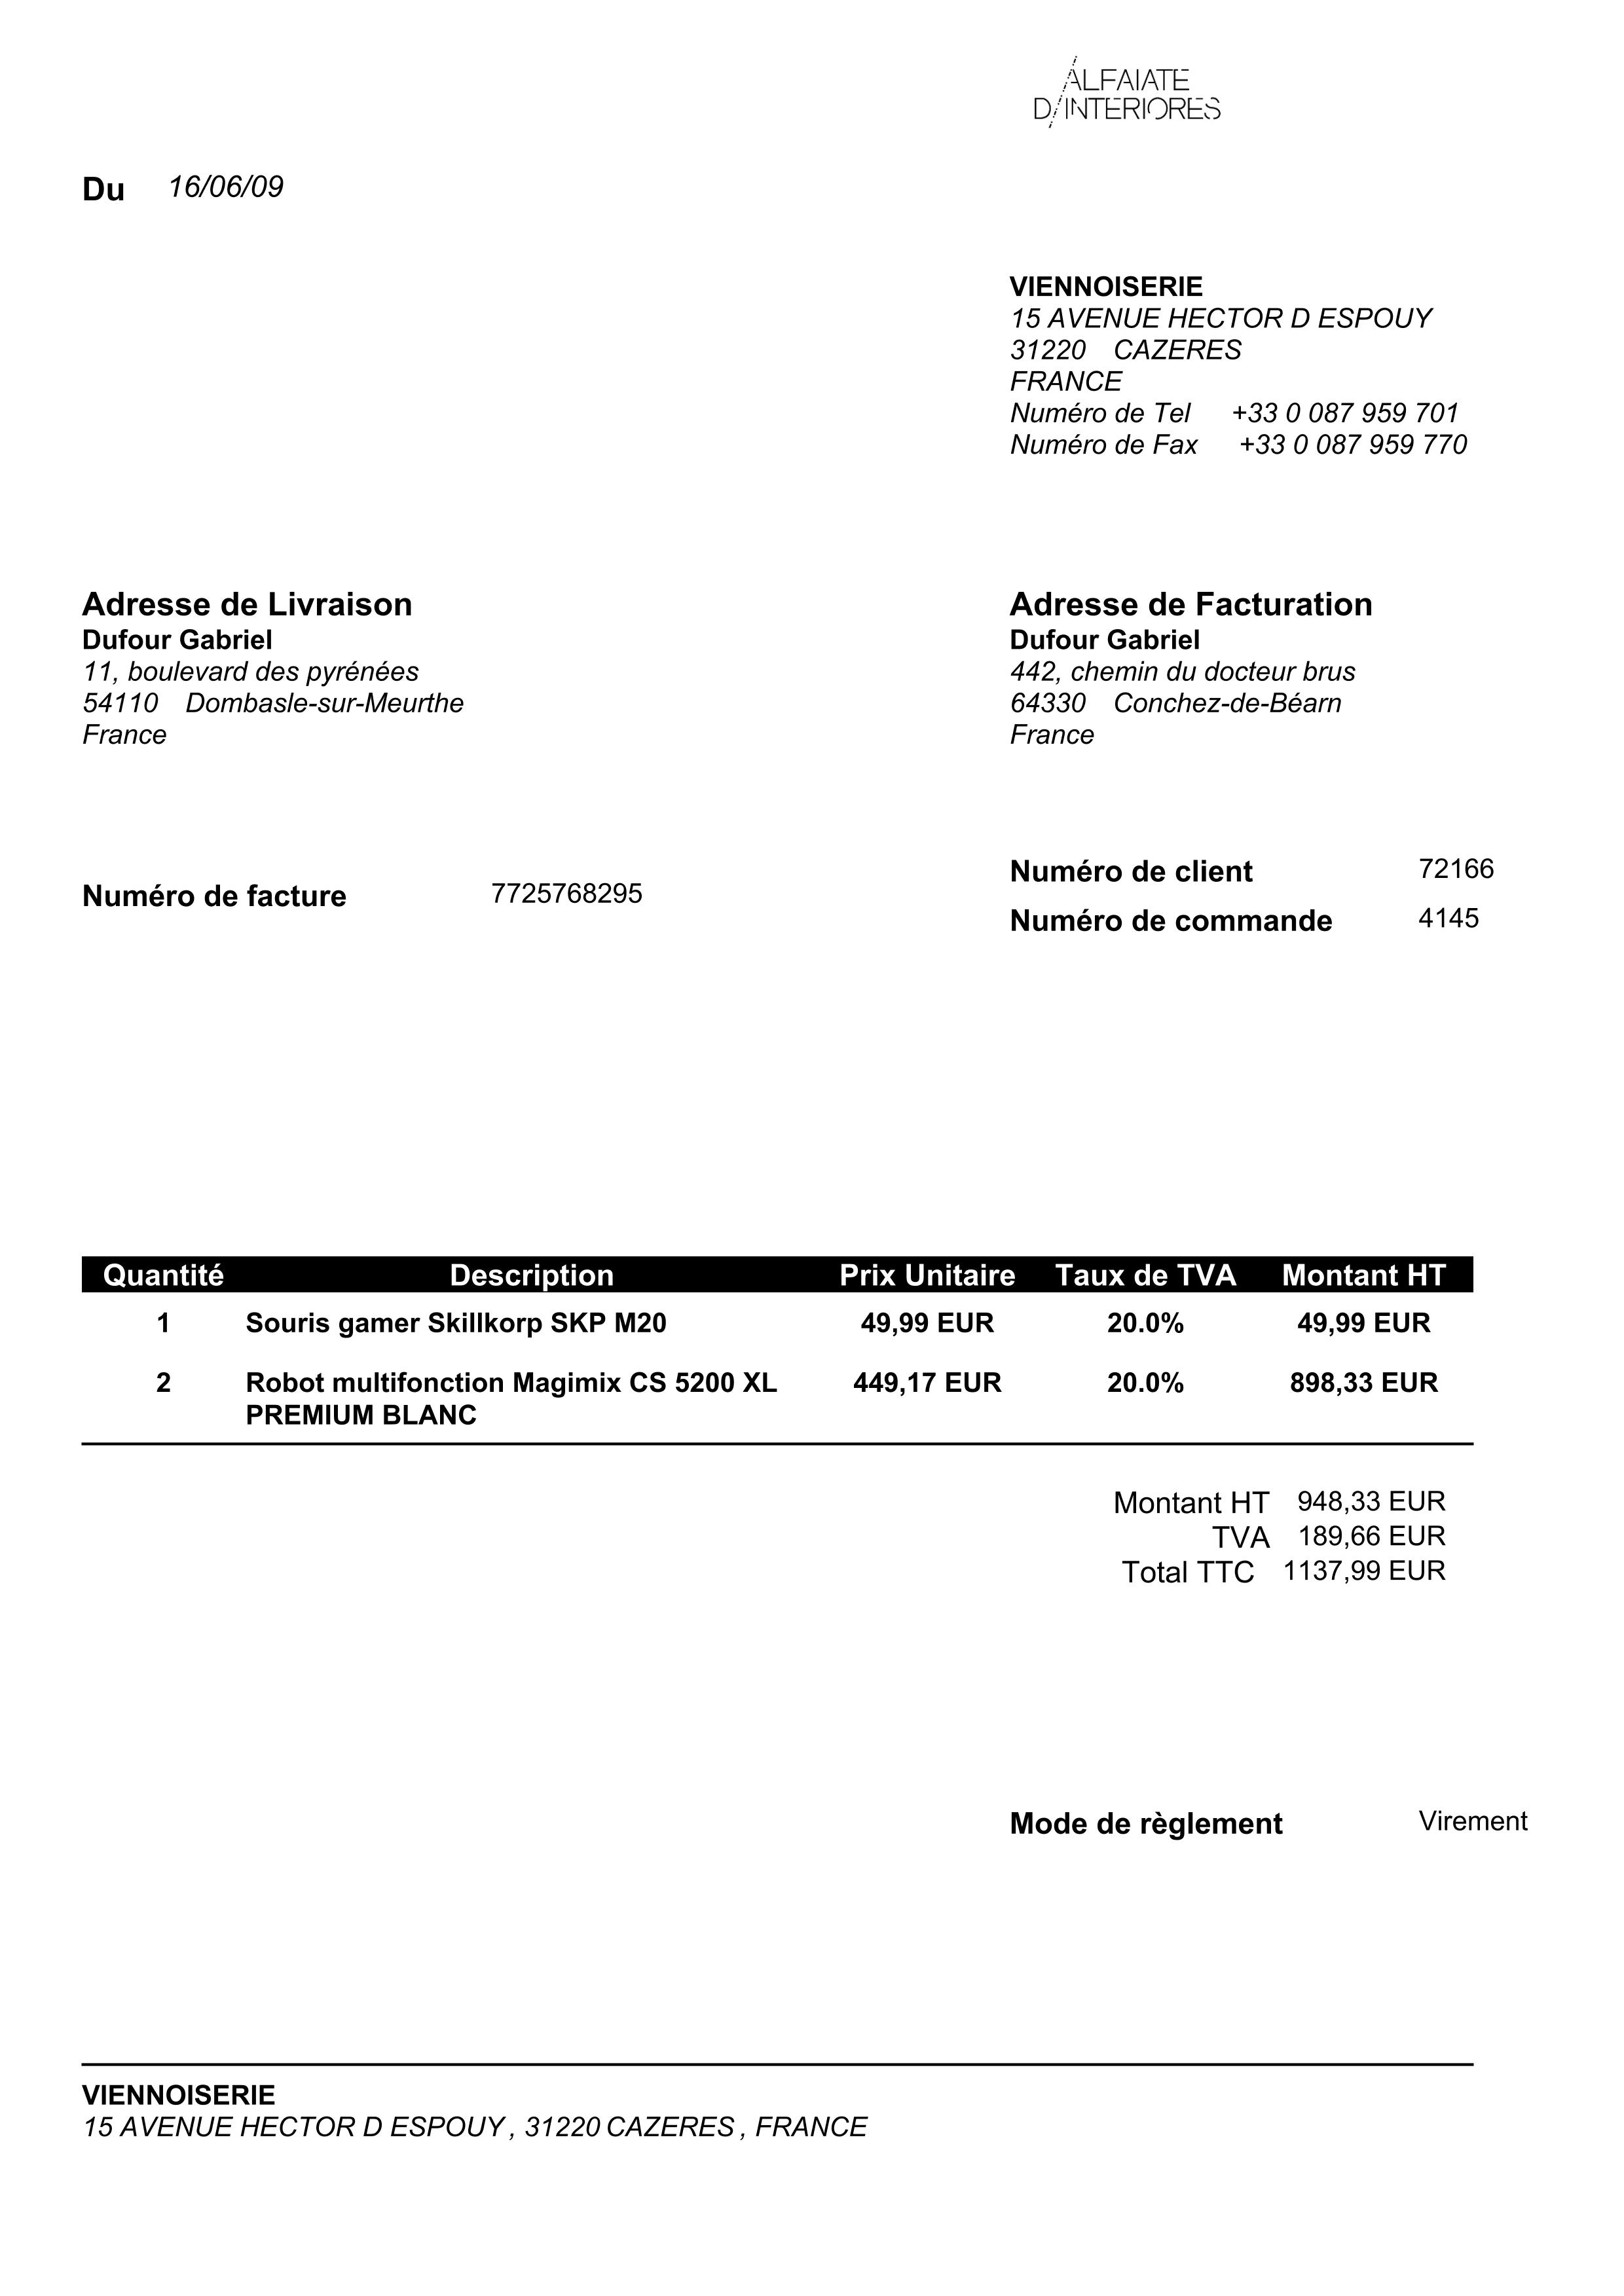 ALFAIATE
D/INTERIORES
Du 16/06/09
VIENNOISERIE
15 AVENUE HECTOR D ESPOUY
31220 CAZERES
FRANCE
Numéro de Tel +33 0 087 959 701
Numéro de Fax +33 0 087 959 770
Adresse de Livraison
Dufour Gabriel
11, boulevard des pyrénées
54110 Dombasle-sur-Meurthe
France
Adresse de Facturation
Dufour Gabriel
442, chemin du docteur brus
64330 Conchez-de-Béarn
France
Numéro de facture 7725768295
Numéro de client 72166
Numéro de commande 4145
Quantité Description Prix Unitaire Taux de TVA Montant HT
1 Souris gamer Skillkorp SKP M20 49,99 EUR 20.0% 49,99 EUR
2 Robot multifonction Magimix CS 5200 XL 449,17 EUR 20.0% 898,33 EUR
PREMIUM BLANC
Montant HT 948,33 EUR
TVA 189,66 EUR
Total TTC 1137,99 EUR
Mode de règlement Virement
VIENNOISERIE
15 AVENUE HECTOR D ESPOUY , 31220 CAZERES , FRANCE